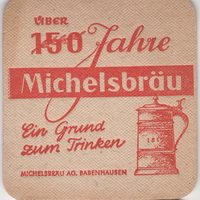 ÜBER
150 Jahre
Michelsbräu
Ein Grund
zum Trinken
MICHELSBRÄU AG. BABENHAUSEN